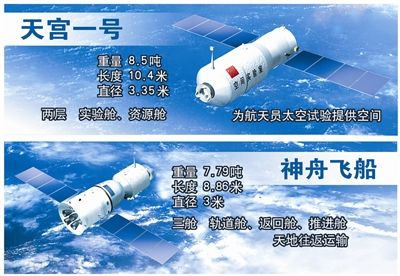 天宫一号
重量 8.5吨
长度 10.4米
直径 3.35米
两层 实验舱、资源舱
为航天员太空试验提供空间
神舟飞船
重量 7.79吨
长度 8.86米
直径 3米
三舱 轨道舱、返回舱、推进舱
天地往返运输